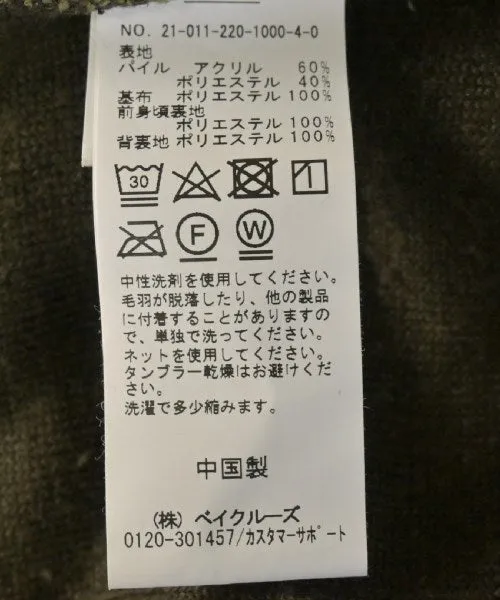 NO. 21-011-220-1000-4-0
表地
パイル アクリル 60%
ポリエステル 40%
基布 ポリエステル 100%
前身頃裏地
ポリエステル 100%
背裏地 ポリエステル 100%
30
F W
中性洗剤を使用してください。
毛羽が脱落したり、他の製品
に付着することがありますの
で、単独で洗ってください。
ネットを使用してください。
タンブラー乾燥はお避けくだ
さい。
洗濯で多少縮みます。
中国製
(株) ベイクルーズ
0120-301457/カスタマーサポート